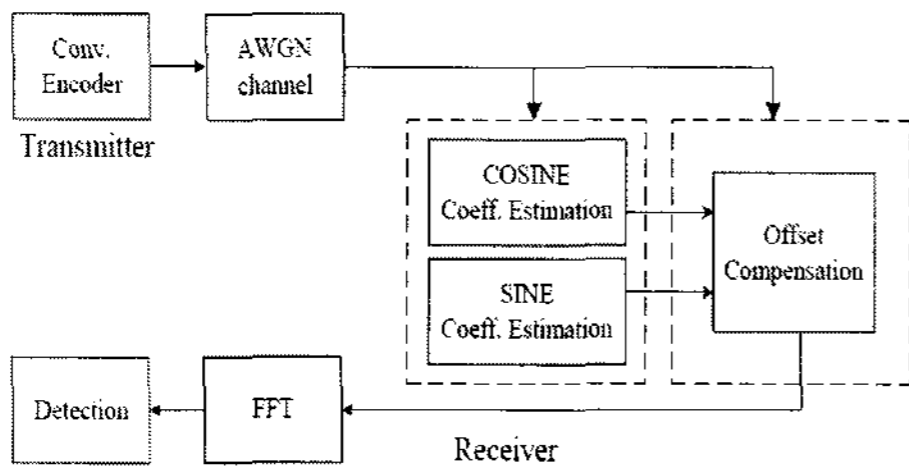 Conv.
Encoder
AWGN
channel
Transmitter
COSINE
Coeff. Estimation
SINE
Coeff. Estimation
Offset
Compensation
Detection
FFT
Receiver